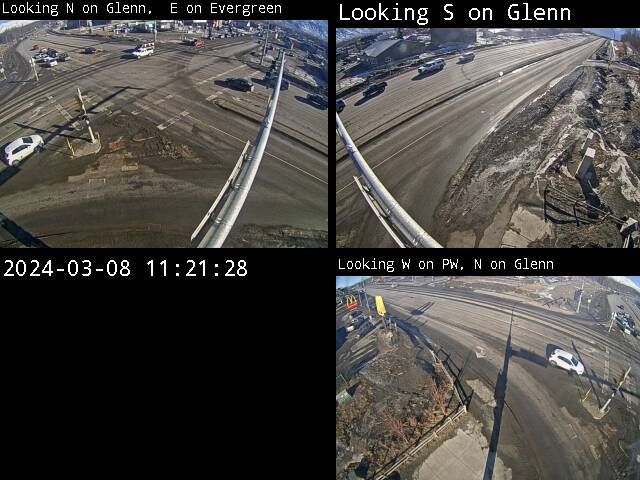 Looking N on Glenn,  E on Evergreen
Looking S on Glenn
2024-03-08 11:21:28
Looking W on PW, N on Glenn